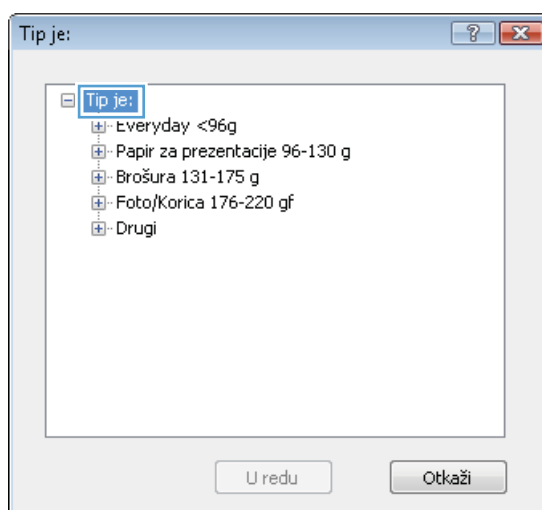 Tip je:
Tip je:
Everyday <96g
Papir za prezentacije 96-130 g
Brošura 131-175 g
Foto/Korica 176-220 gf
Drugi
U redu
Otkaži